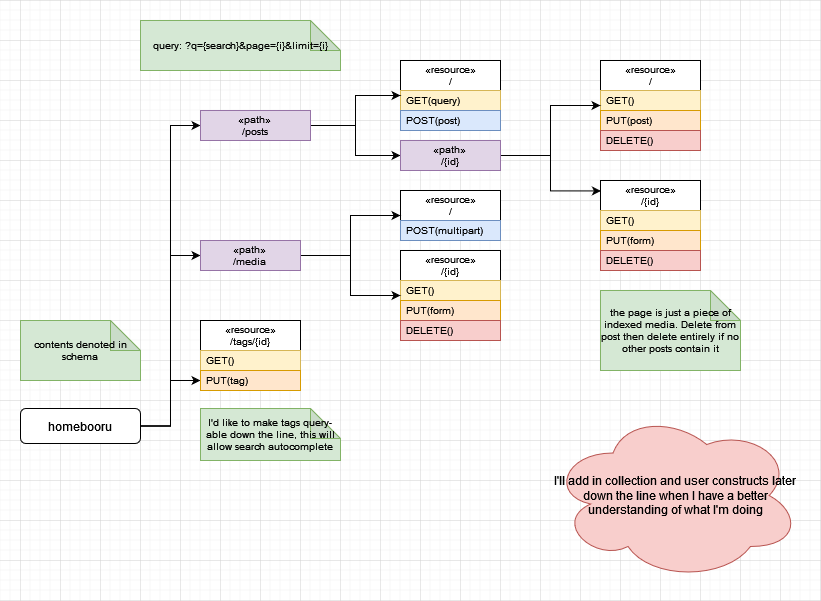 query: ?q={search}&page={i}&limit={i}
«resource»
/
GET(query)
POST(post)
«resource»
/
GET()
PUT(post)
DELETE()
«path»
/posts
«path»
/{id}
«resource»
/{id}
GET()
PUT(form)
DELETE()
«resource»
/
POST(multipart)
«path»
/media
«resource»
/{id}
GET()
PUT(form)
DELETE()
the page is just a piece of
indexed media. Delete from
post then delete entirely if no
other posts contain it
contents denoted in
schema
«resource»
/tags/{id}
GET()
PUT(tag)
homebooru
I'd like to make tags query-
able down the line, this will
allow search autocomplete
I'll add in collection and user constructs later
down the line when I have a better
understanding of what I'm doing